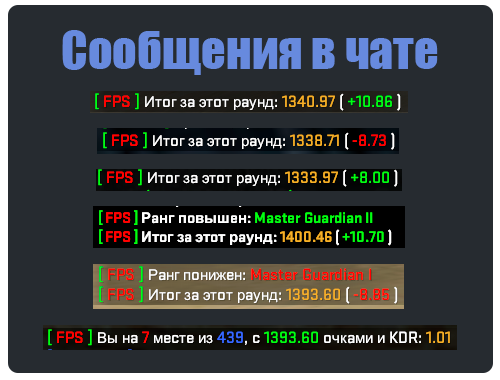 Сообщения в чате
[ FPS ] Итог за этот раунд: 1340.97 ( +10.86 )
[ FPS ] Итог за этот раунд: 1338.71 ( -8.73 )
[ FPS ] Итог за этот раунд: 1333.97 ( +8.00 )
[ FPS ] Ранг повышен: Master Guardian II
[ FPS ] Итог за этот раунд: 1400.46 ( +10.70 )
[ FPS ] Ранг понижен: Master Guardian I
[ FPS ] Итог за этот раунд: 1393.60 ( -8.85 )
[ FPS ] Вы на 7 месте из 439, с 1393.60 очками и KDR: 1.01